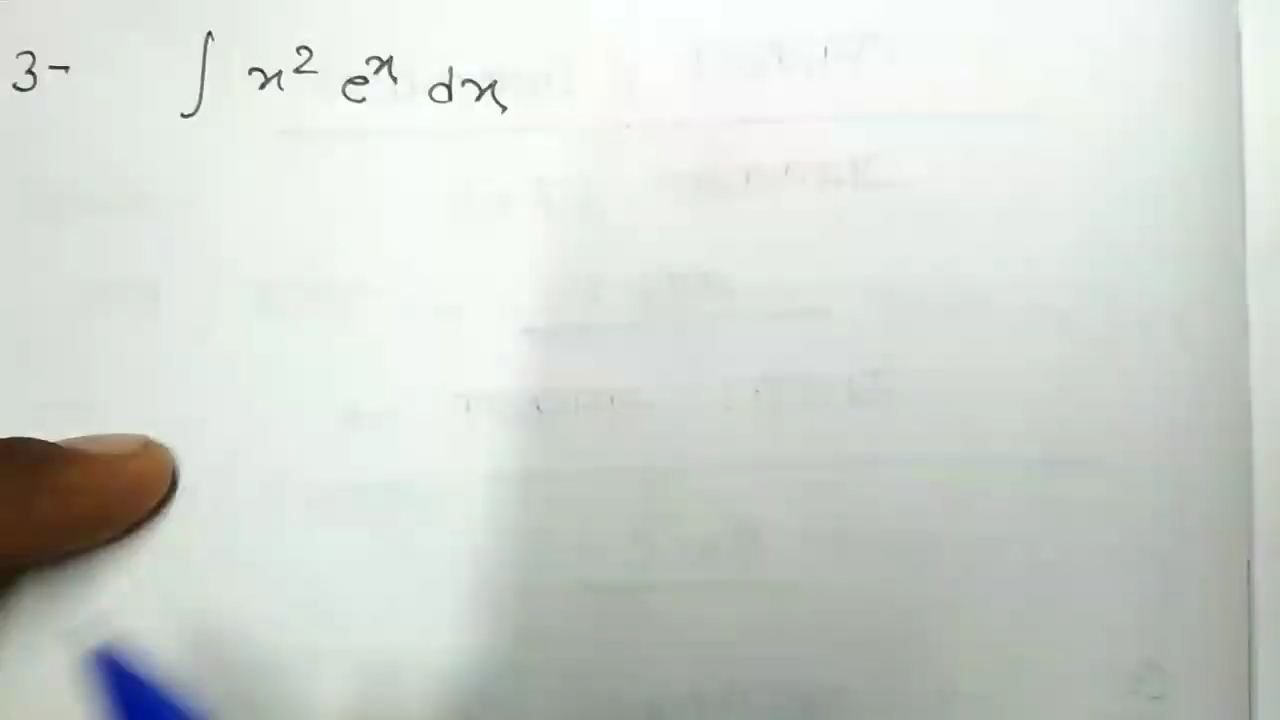 3- ∫ x² eˣ dx